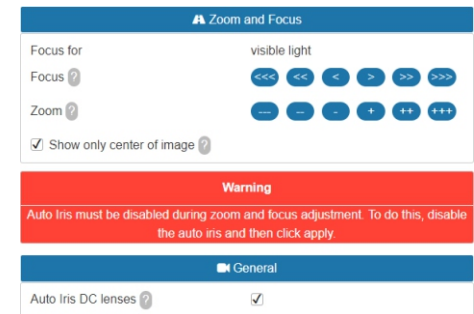 Zoom and Focus
Focus for visible light
Focus ? <<< << < > >> >>>
Zoom ? --- -- - + ++ +++
Show only center of image ?
Warning
Auto Iris must be disabled during zoom and focus adjustment. To do this, disable
the auto iris and then click apply.
General
Auto Iris DC lenses ?